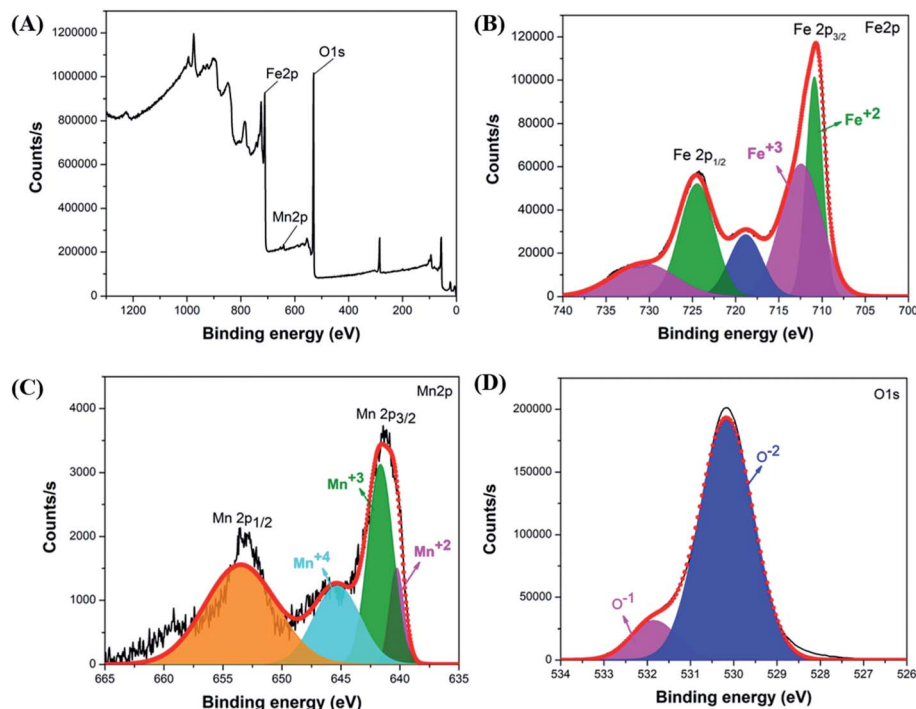 (A)
1200000
1000000
800000
600000
400000
200000
0
Counts/s
O1s
Fe2p
Mn2p
1200 1000 800 600 400 200 0
Binding energy (eV)
(B)
120000
100000
80000
60000
40000
20000
0
Counts/s
Fe 2p3/2
Fe2p
Fe+2
Fe+3
Fe 2p1/2
740 735 730 725 720 715 710 705 700
Binding energy (eV)
(C)
4000
3000
2000
1000
0
Counts/s
Mn2p
Mn 2p3/2
Mn+3
Mn 2p1/2
Mn+4
Mn+2
665 660 655 650 645 640 635
Binding energy (eV)
(D)
200000
150000
100000
50000
0
Counts/s
O1s
O-2
O-1
534 533 532 531 530 529 528 527 526
Binding energy (eV)